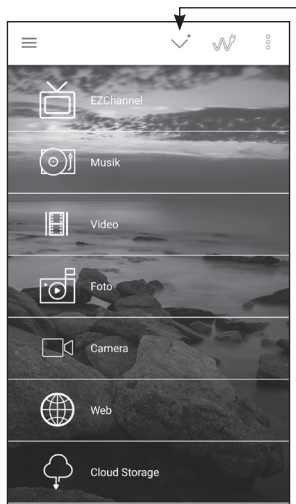 EZChannel
Musik
Video
Foto
Camera
Web
Cloud Storage